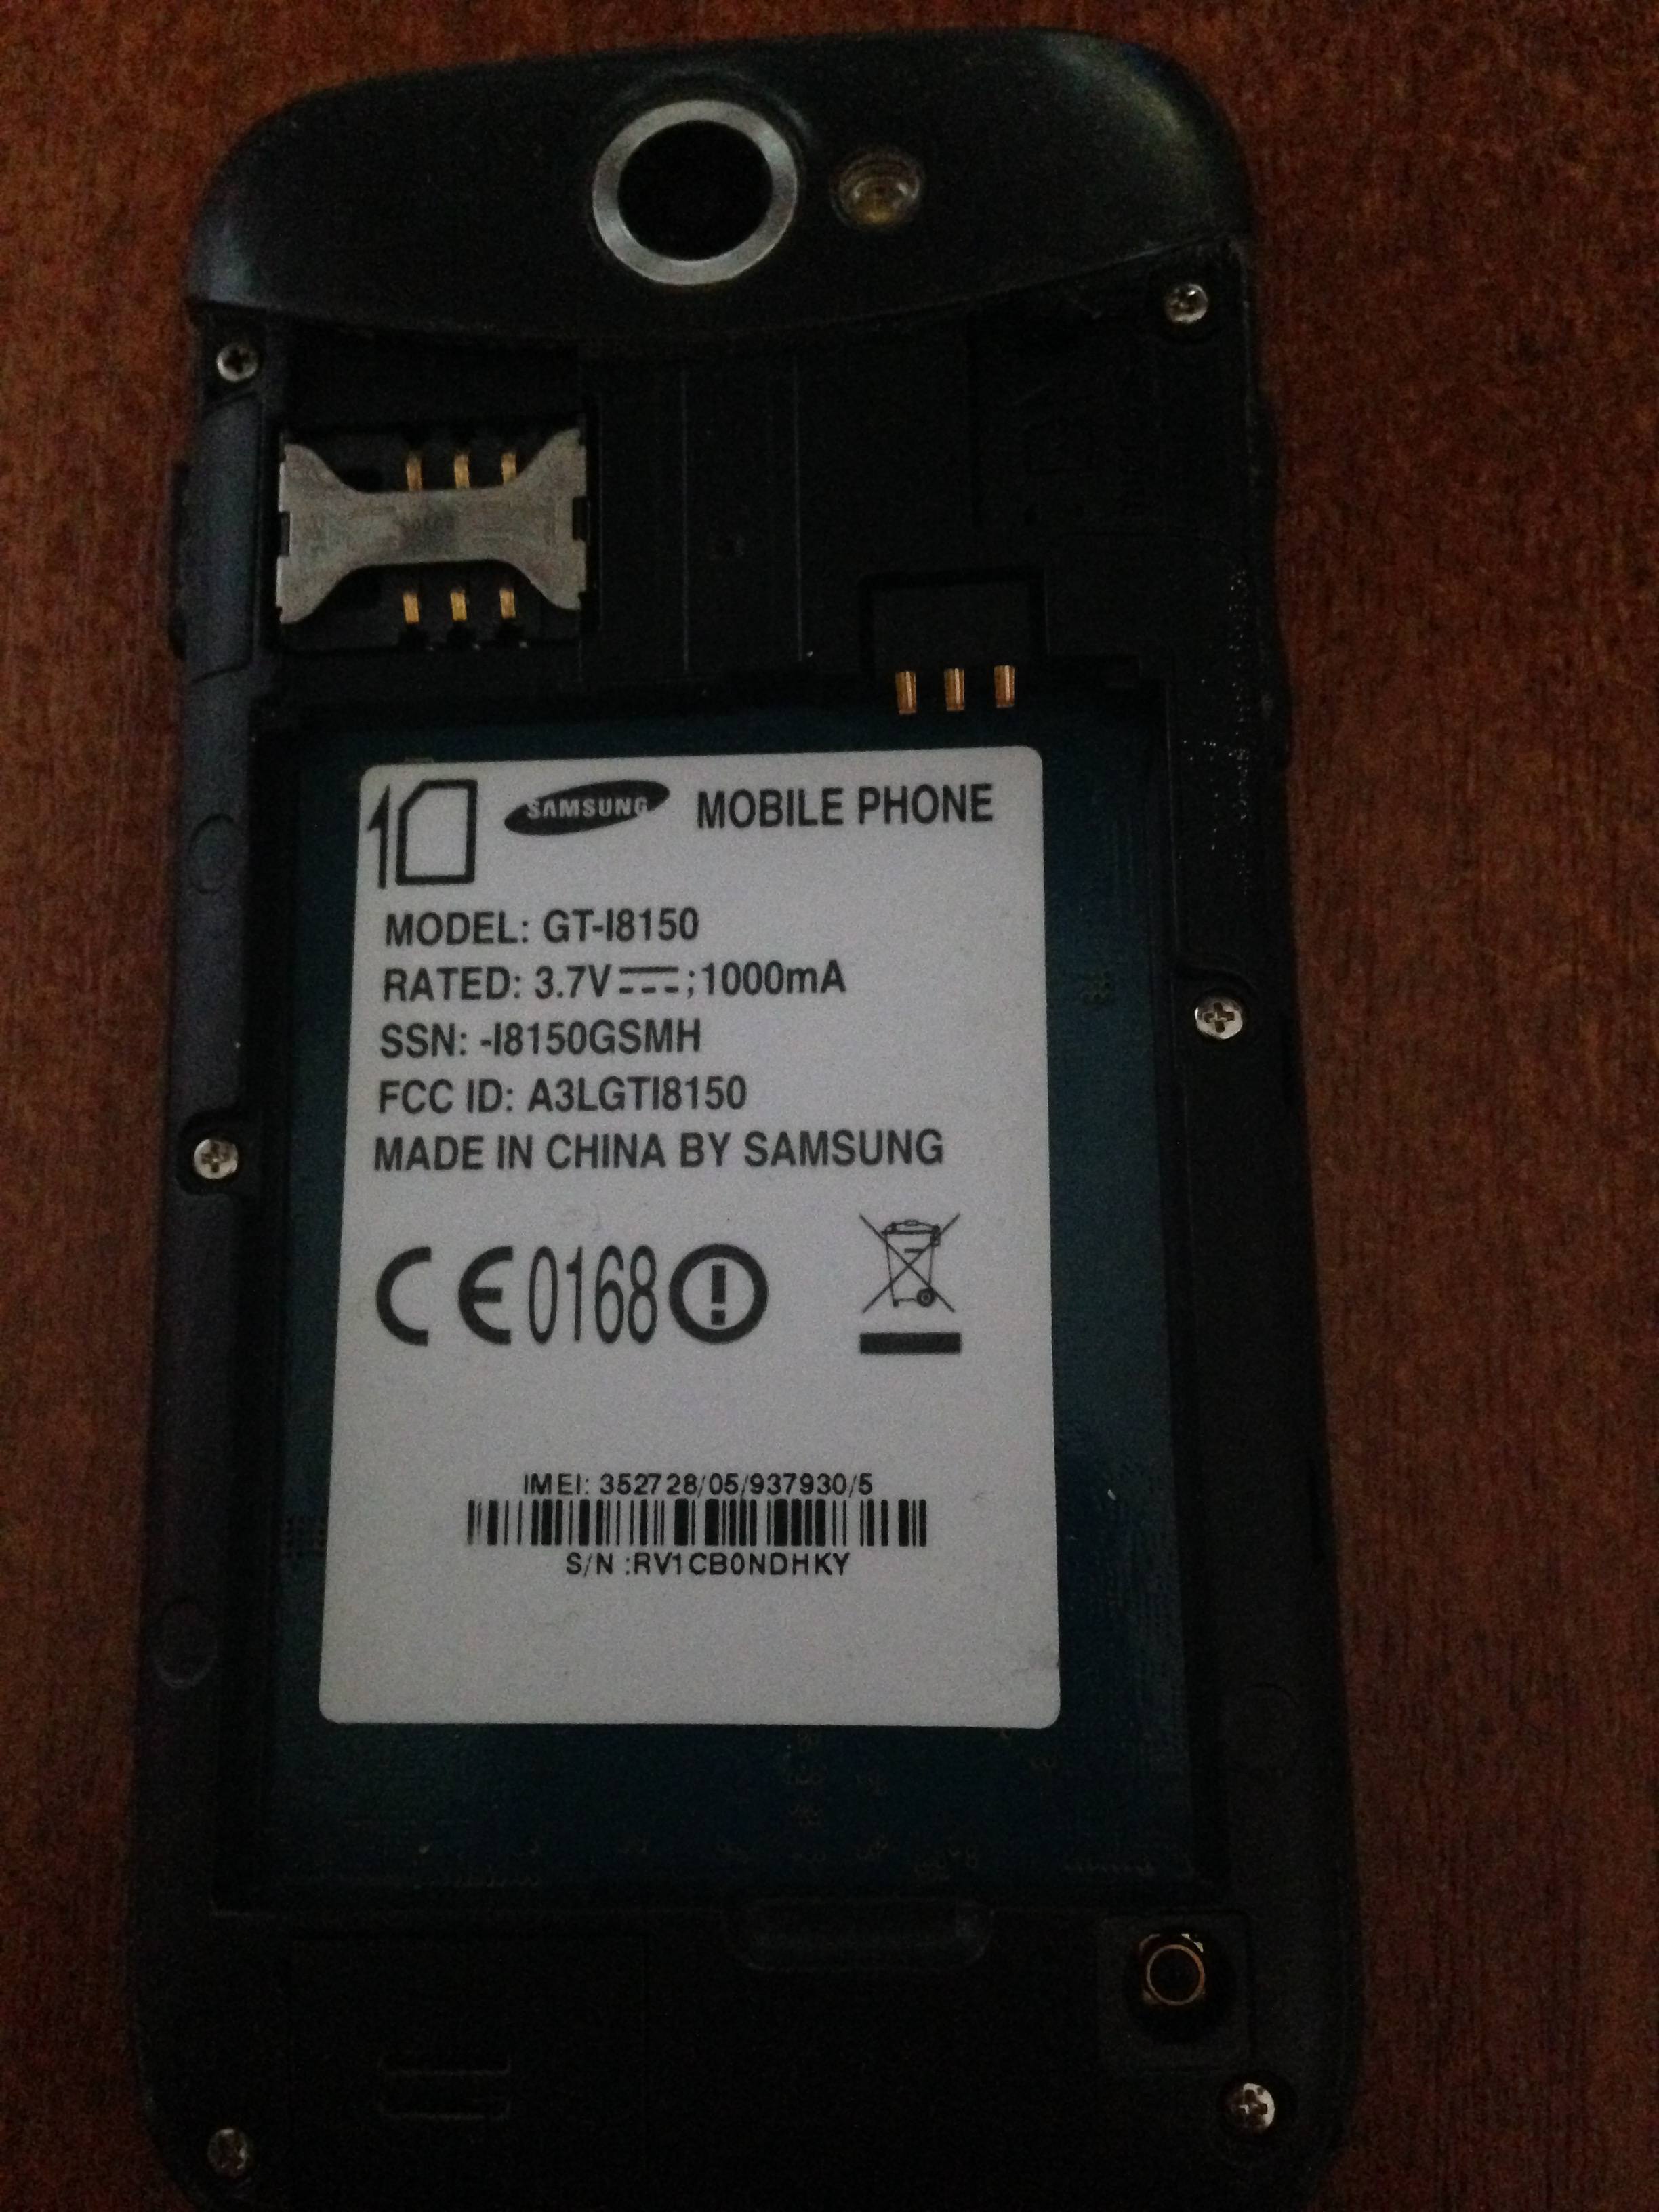 SAMSUNG MOBILE PHONE
MODEL: GT-I8150
RATED: 3.7V⎓;1000mA
SSN: -I8150GSMH
FCC ID: A3LGTI8150
MADE IN CHINA BY SAMSUNG
CE0168
IMEI: 352728/05/937930/5
S/N :RV1CB0NDHKY